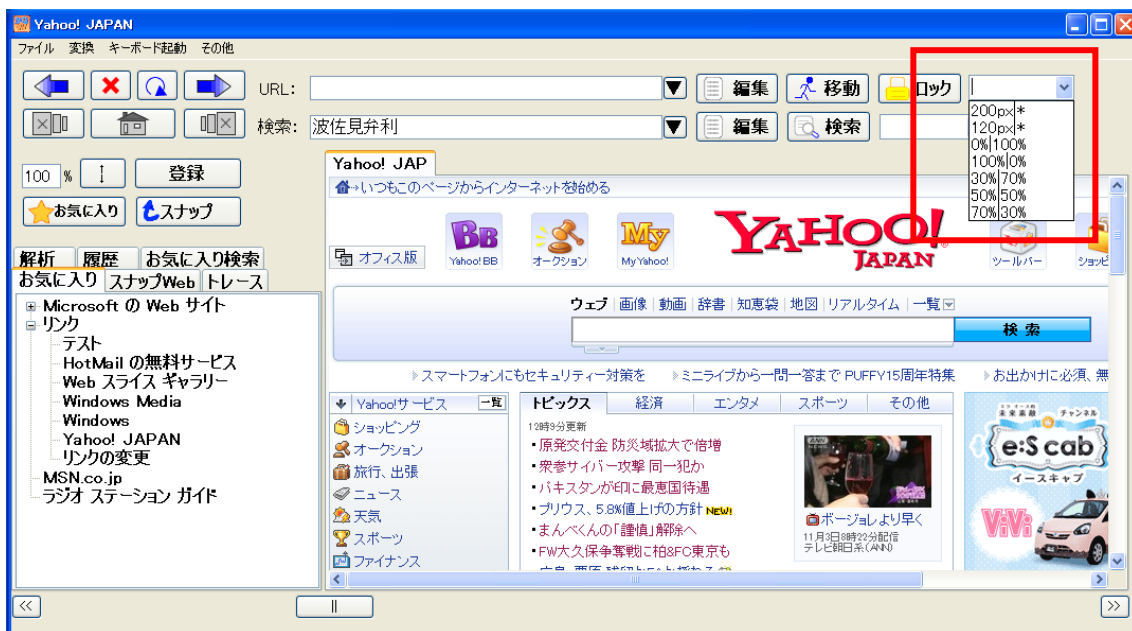 Yahoo! JAPAN
ファイル 変換 キーボード起動 その他
URL: 編集 移動 ロック
検索: 波佐見弁利 編集 検索
200px|*
120px|*
0%|100%
100%|0%
30%|70%
50%|50%
70%|30%
100 % 登録
お気に入り スナップ
解析 履歴 お気に入り検索
お気に入り スナップWeb トレース
Microsoft の Web サイト
リンク
テスト
HotMail の無料サービス
Web スライス ギャラリー
Windows Media
Windows
Yahoo! JAPAN
リンクの変更
MSN.co.jp
ラジオ ステーション ガイド
Yahoo! JAP
いつもこのページからインターネットを始める
オフィス版
BB
Yahoo! BB
オークション
My
My Yahoo!
YAHOO!
JAPAN
ツールバー
ショッピ
ウェブ 画像 動画 辞書 知恵袋 地図 リアルタイム 一覧
検索
スマートフォンにもセキュリティー対策を ミニライブから一問一答まで PUFFY15周年特集 お出かけに必須、無
Yahoo!サービス 一覧
ショッピング
オークション
旅行、出張
ニュース
天気
スポーツ
ファイナンス
トピックス 経済 エンタメ スポーツ その他
12時9分更新
・原発交付金 防災域拡大で倍増
・衆参サイバー攻撃 同一犯か
・パキスタンが印に最恵国待遇
・プリウス、5.8%値上げの方針 NEW!
・まんべくんの「謹慎」解除へ
・FW大久保争奪戦に柏&FC東京も
ボージョレより早く
11月3日8時22分配信
テレビ朝日系(ANN)
未来素敵 チャンネル
e:S cab
イースキャブ
ViVi
<<
||
>>